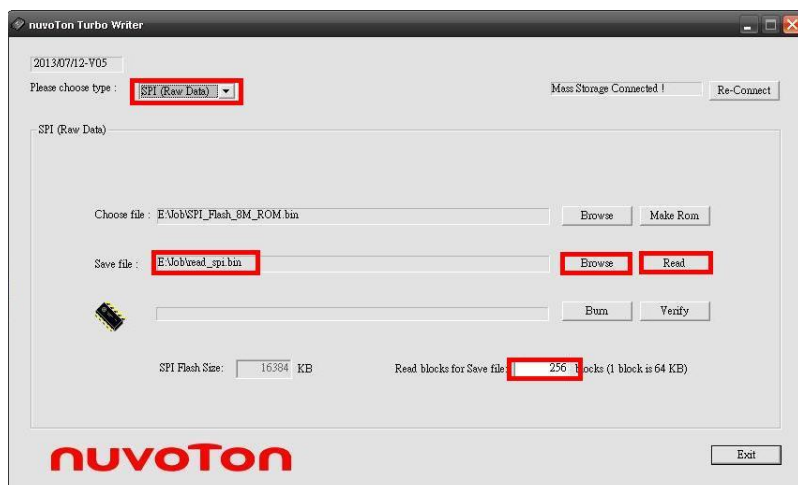 nuvoTon Turbo Writer
2013/07/12-V05
Please choose type : SPI (Raw Data) Mass Storage Connected ! Re-Connect
SPI (Raw Data)
Choose file : E:\Job\SPI_Flash_8M_ROM.bin Browse Make Rom
Save file : E:\Job\read_spi.bin Browse Read
Burn Verify
SPI Flash Size: 16384 KB Read blocks for Save file: 256 blocks (1 block is 64 KB)
nuvoTon Exit